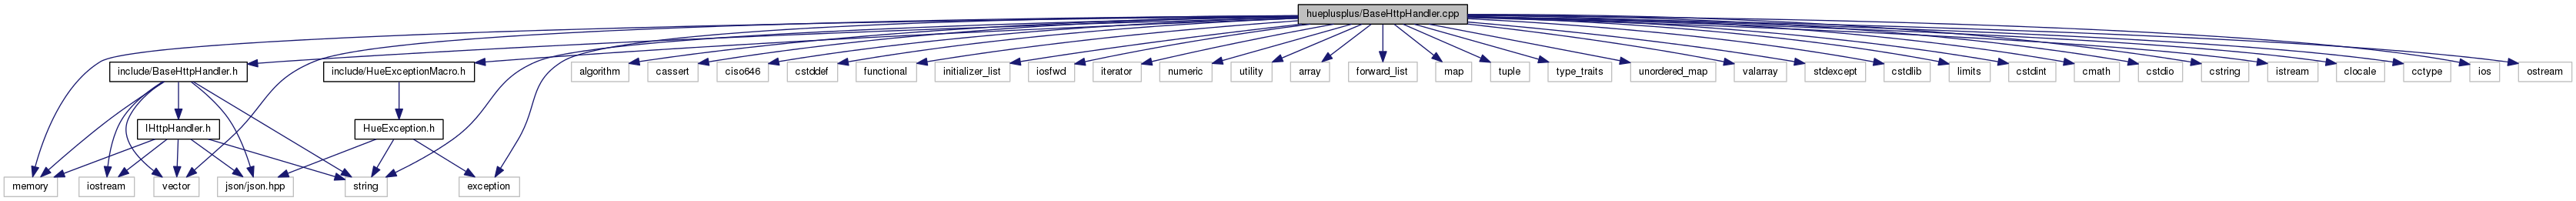 hueplusplus/BaseHttpHandler.cpp
include/BaseHttpHandler.h
include/HueExceptionMacro.h
algorithm
cassert
ciso646
cstddef
functional
initializer_list
iosfwd
iterator
numeric
utility
array
forward_list
map
tuple
type_traits
unordered_map
valarray
stdexcept
cstdlib
limits
cstdint
cmath
cstdio
cstring
istream
clocale
cctype
ios
ostream
IHttpHandler.h
HueException.h
memory
iostream
vector
json/json.hpp
string
exception